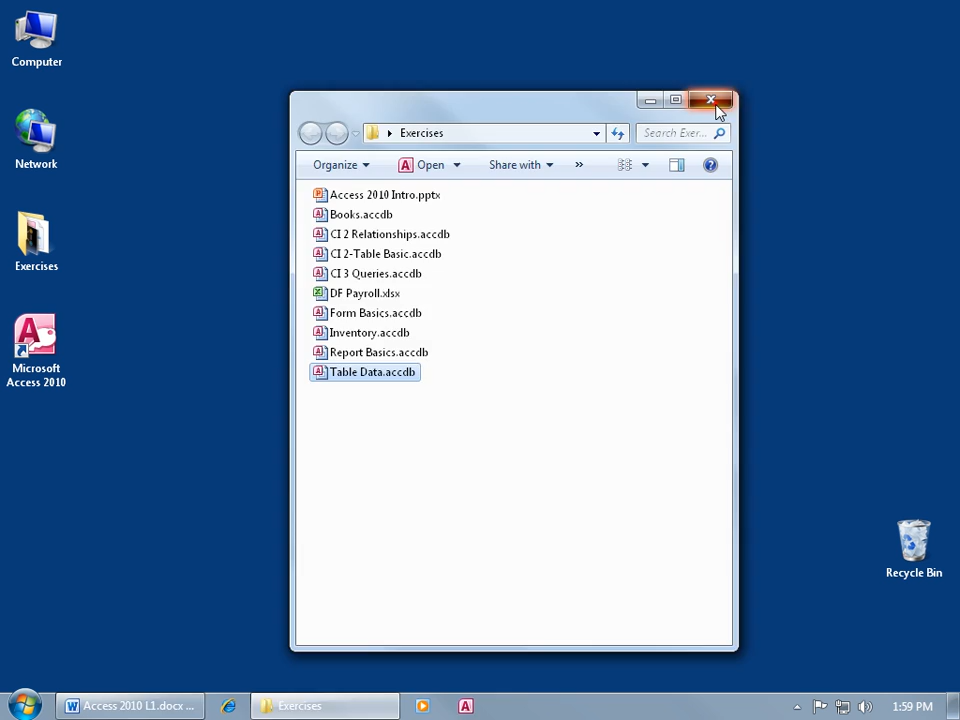 Computer
Network
Exercises
Microsoft
Access 2010
Exercises
Search Exer...
Organize
Open
Share with
»
Access 2010 Intro.pptx
Books.accdb
CI 2 Relationships.accdb
CI 2-Table Basic.accdb
CI 3 Queries.accdb
DF Payroll.xlsx
Form Basics.accdb
Inventory.accdb
Report Basics.accdb
Table Data.accdb
Recycle Bin
Access 2010 L1.docx ...
Exercises
1:59 PM